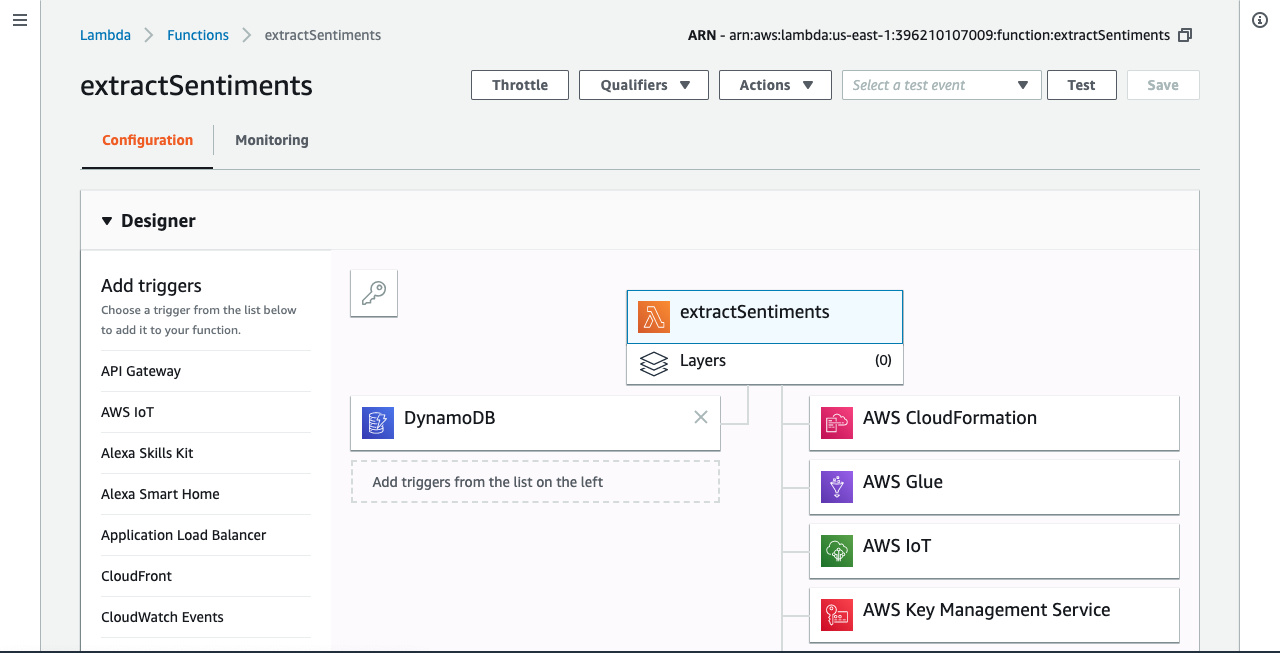 Lambda Functions extractSentiments
ARN - arn:aws:lambda:us-east-1:396210107009:function:extractSentiments
extractSentiments
Throttle
Qualifiers
Actions
Select a test event
Test
Save
Configuration
Monitoring
Designer
Add triggers
Choose a trigger from the list below
to add it to your function.
API Gateway
AWS IoT
Alexa Skills Kit
Alexa Smart Home
Application Load Balancer
CloudFront
CloudWatch Events
extractSentiments
Layers
(0)
DynamoDB
Add triggers from the list on the left
AWS CloudFormation
AWS Glue
AWS IoT
AWS Key Management Service